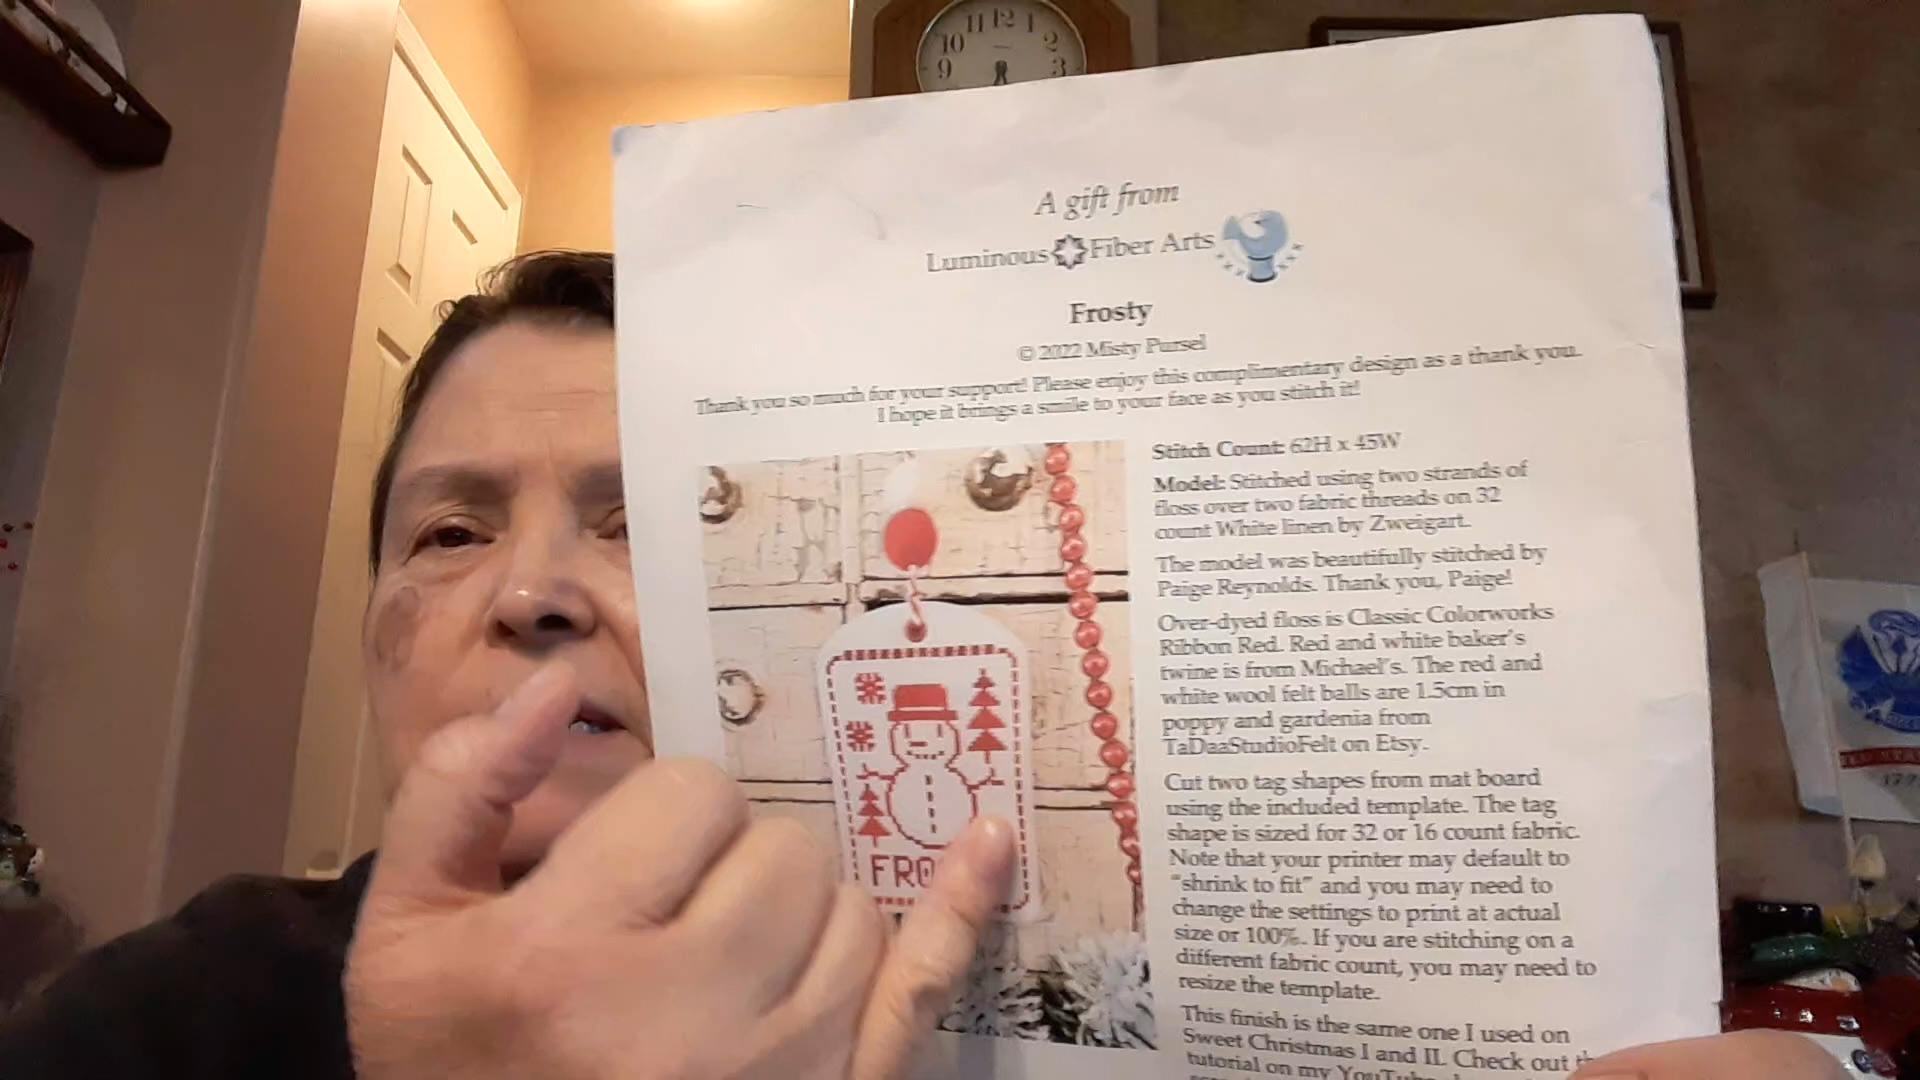 11 12 1
10 2
9 3
A gift from
Luminous Fiber Arts
Frosty
© 2022 Misty Pursel
Thank you so much for your support! Please enjoy this complimentary design as a thank you.
I hope it brings a smile to your face as you stitch it!
Stitch Count: 62H x 45W
Model: Stitched using two strands of
floss over two fabric threads on 32
count White linen by Zweigart.
The model was beautifully stitched by
Paige Reynolds. Thank you, Paige!
Over-dyed floss is Classic Colorworks
Ribbon Red. Red and white baker's
twine is from Michael's. The red and
white wool felt balls are 1.5cm in
poppy and gardenia from
TaDaaStudioFelt on Etsy.
Cut two tag shapes from mat board
using the included template. The tag
shape is sized for 32 or 16 count fabric.
Note that your printer may default to
"shrink to fit" and you may need to
change the settings to print at actual
size or 100%. If you are stitching on a
different fabric count, you may need to
resize the template.
This finish is the same one I used on
Sweet Christmas I and II. Check out
tutorial on my
FRO